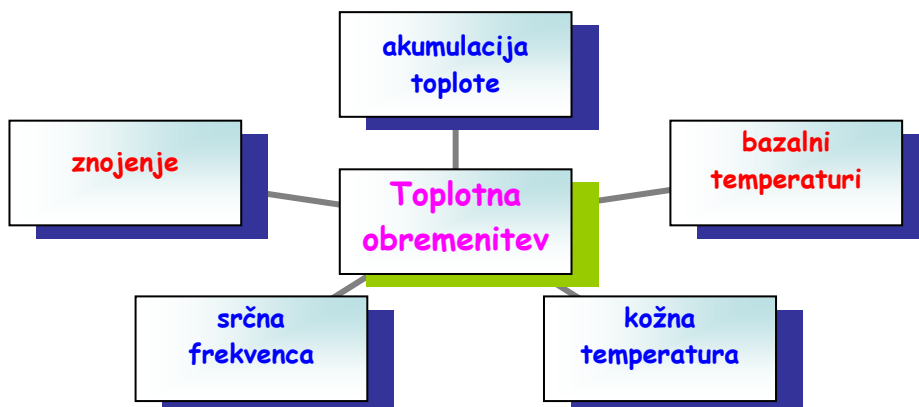 akumulacija
toplote
znojenje
bazalni
temperaturi
Toplotna
obremenitev
srčna
frekvenca
kožna
temperatura